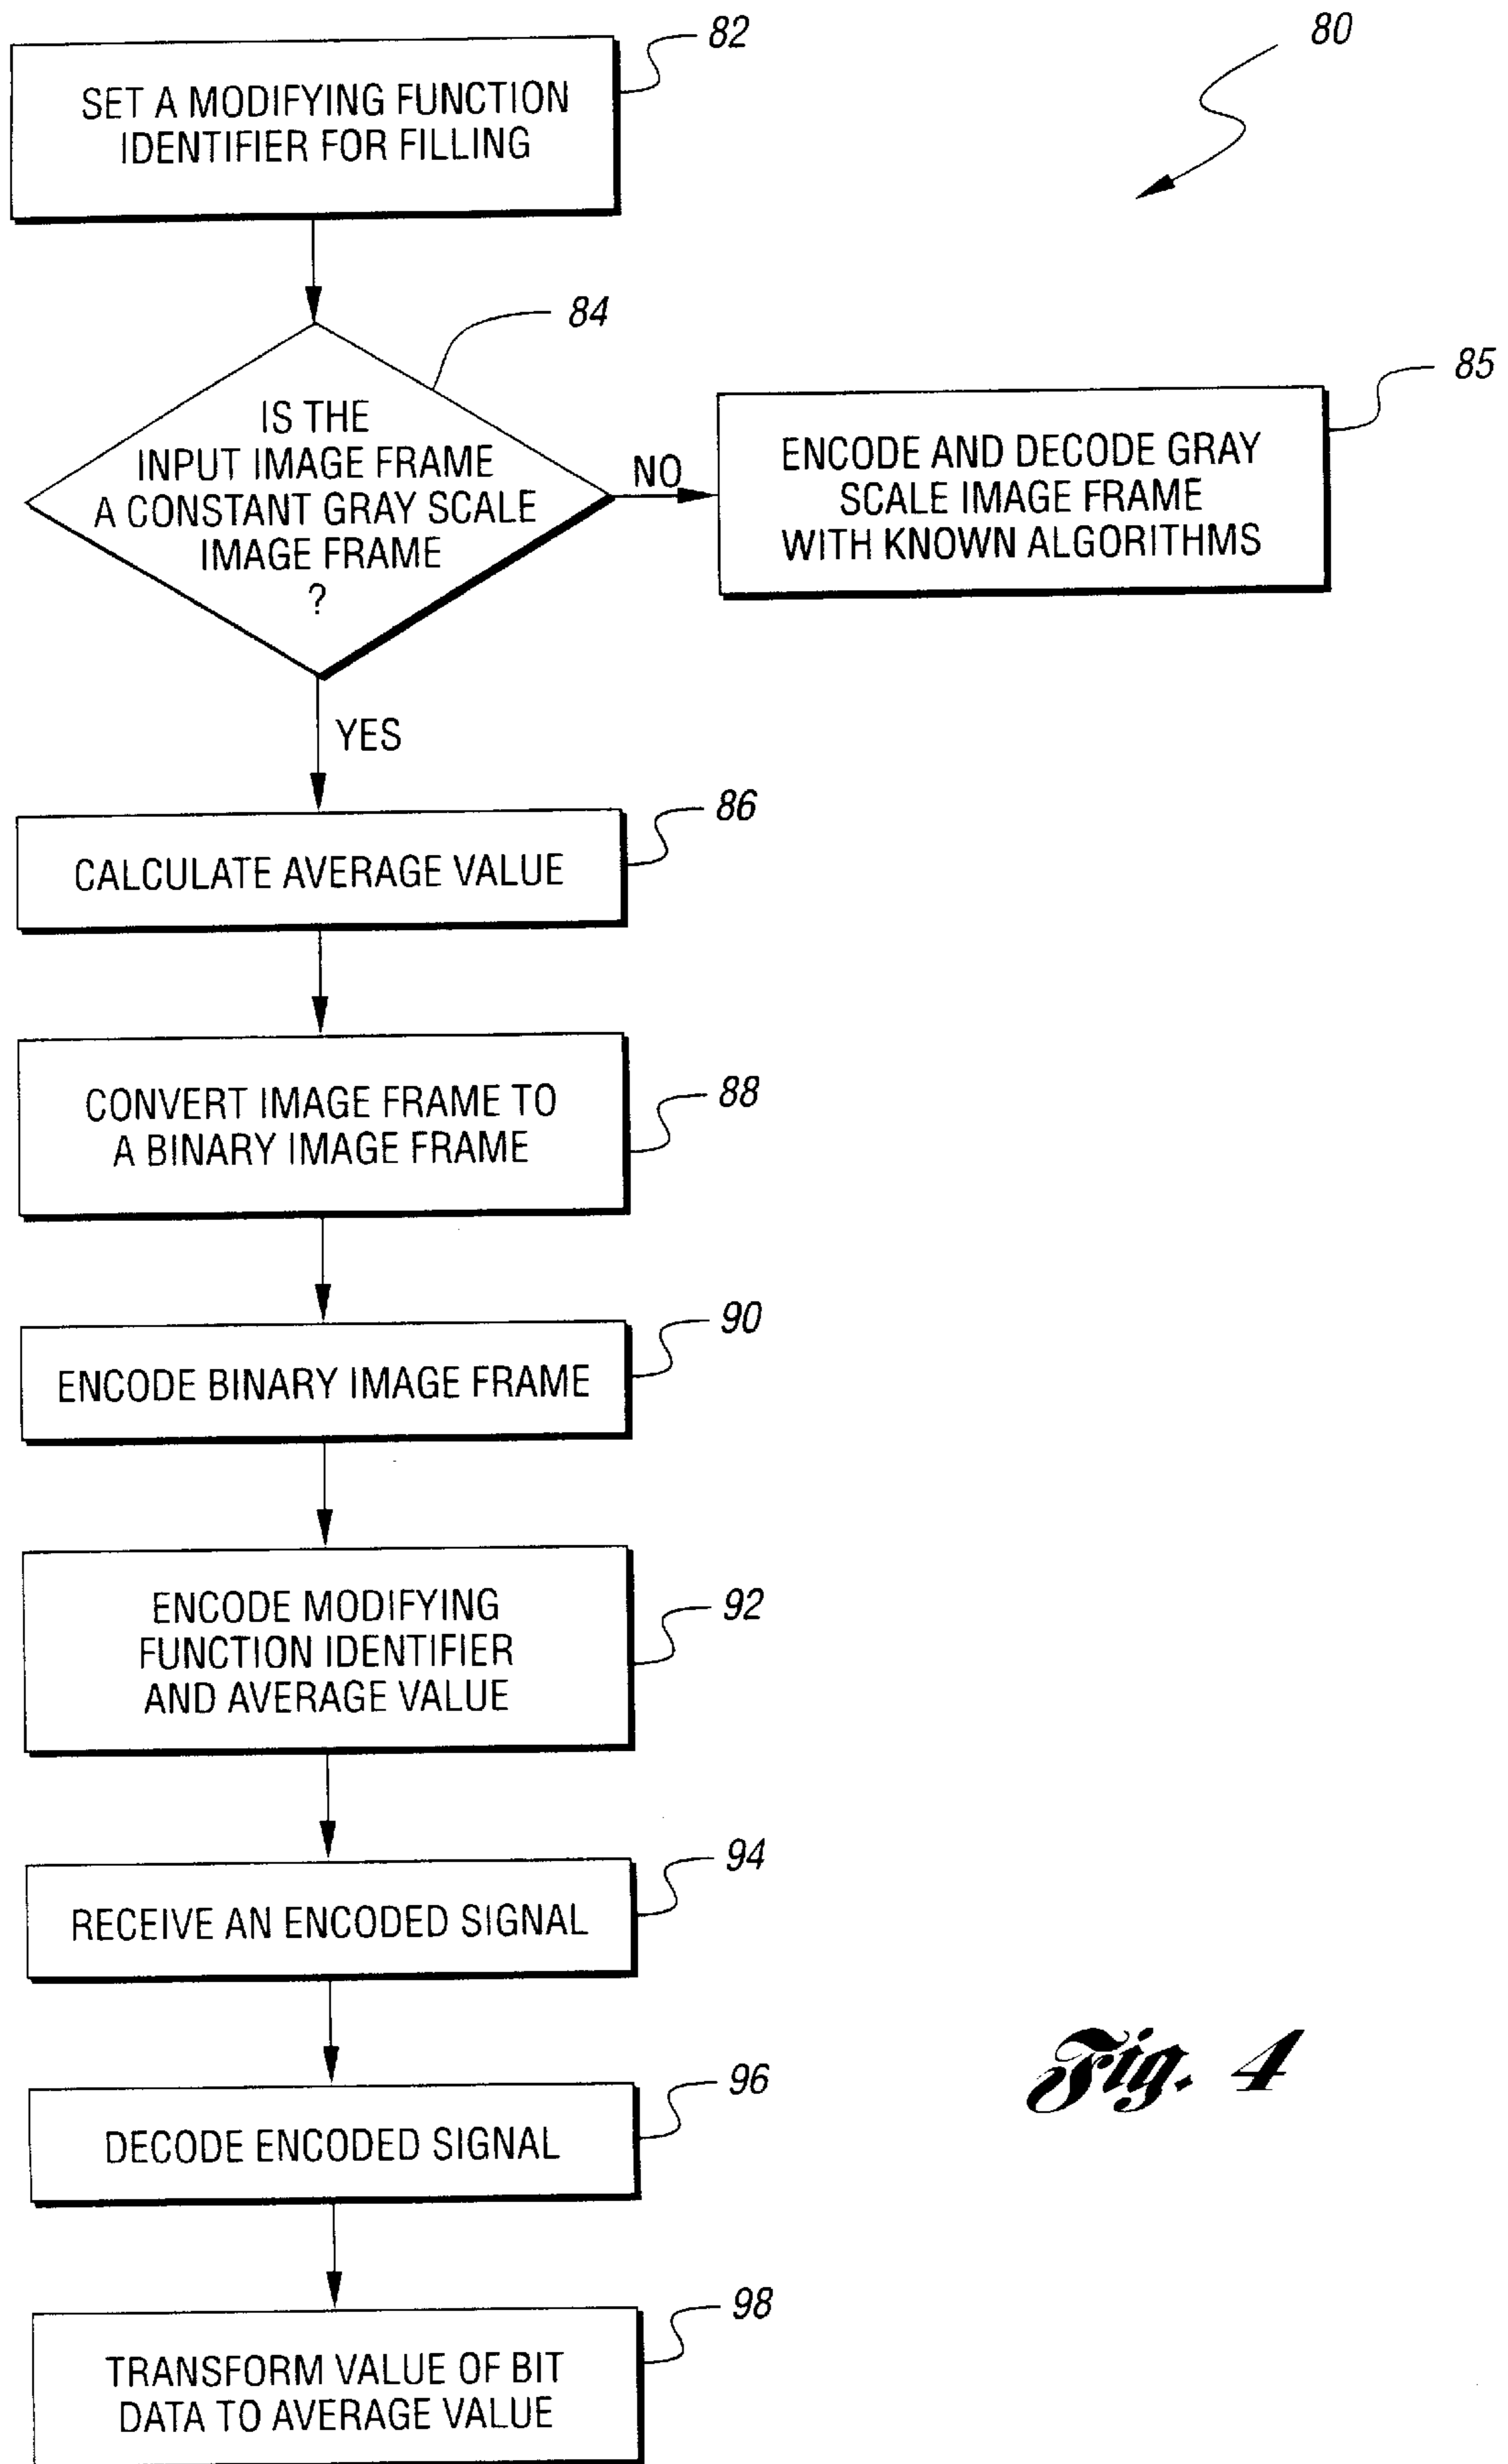 82
80
SET A MODIFYING FUNCTION
IDENTIFIER FOR FILLING
84
IS THE
INPUT IMAGE FRAME
A CONSTANT GRAY SCALE
IMAGE FRAME
?
NO
85
ENCODE AND DECODE GRAY
SCALE IMAGE FRAME
WITH KNOWN ALGORITHMS
YES
86
CALCULATE AVERAGE VALUE
88
CONVERT IMAGE FRAME TO
A BINARY IMAGE FRAME
90
ENCODE BINARY IMAGE FRAME
92
ENCODE MODIFYING
FUNCTION IDENTIFIER
AND AVERAGE VALUE
94
RECEIVE AN ENCODED SIGNAL
96
DECODE ENCODED SIGNAL
98
TRANSFORM VALUE OF BIT
DATA TO AVERAGE VALUE
Fig. 4